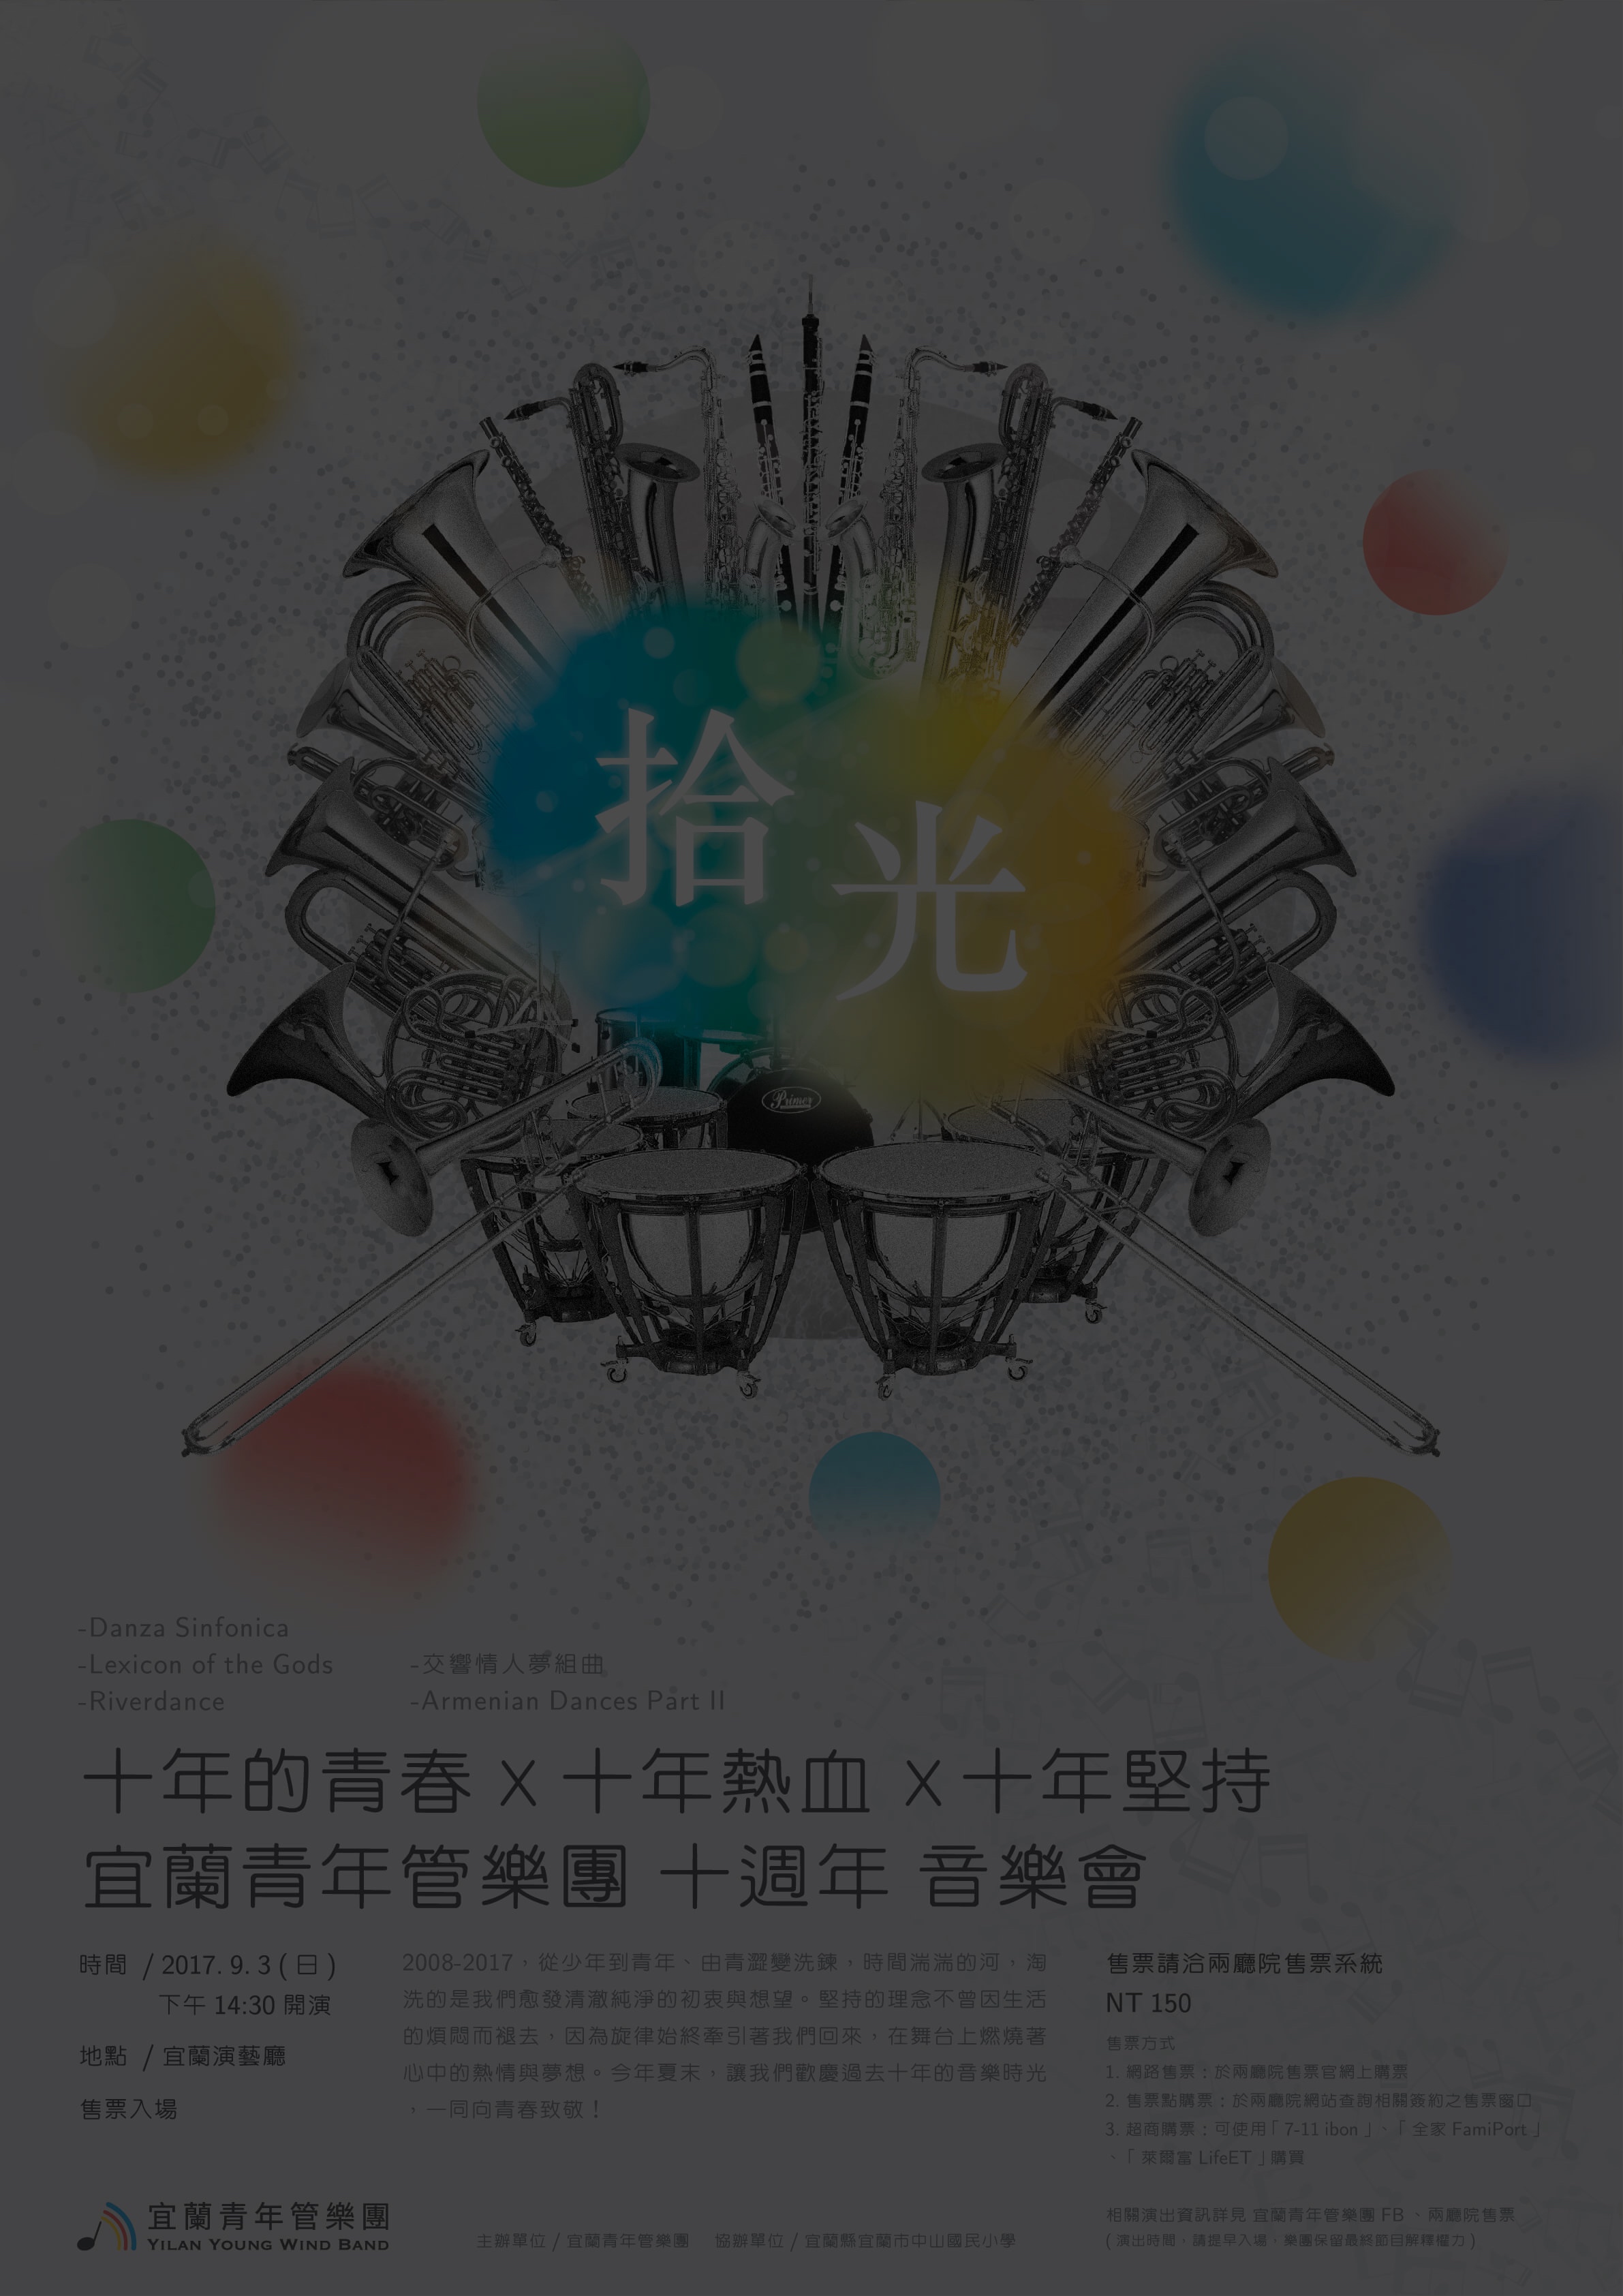 拾光
Primer
-Danza Sinfonica
-Lexicon of the Gods
-Riverdance
-交響情人夢組曲
-Armenian Dances Part II
十年的青春 x 十年熱血 x 十年堅持
宜蘭青年管樂團 十週年 音樂會
時間 / 2017. 9. 3 ( 日 )
下午 14:30 開演
地點 / 宜蘭演藝廳
售票入場
2008-2017，從少年到青年、由青澀變洗鍊，時間湍湍的河，淘
洗的是我們愈發清澈純淨的初衷與想望。堅持的理念不曾因生活
的煩悶而褪去，因為旋律始終牽引著我們回來，在舞台上燃燒著
心中的熱情與夢想。今年夏末，讓我們歡慶過去十年的音樂時光
，一同向青春致敬！
售票請洽兩廳院售票系統
NT 150
售票方式
1. 網路售票：於兩廳院售票官網上購票
2. 售票點購票：於兩廳院網站查詢相關簽約之售票窗口
3. 超商購票：可使用「 7-11 ibon 」、「 全家 FamiPort 」
、「 萊爾富 LifeET 」購買
相關演出資訊詳見 宜蘭青年管樂團 FB 、兩廳院售票
( 演出時間，請提早入場，樂團保留最終節目解釋權力 )
宜蘭青年管樂團
YILAN YOUNG WIND BAND
主辦單位 / 宜蘭青年管樂團 協辦單位 / 宜蘭縣宜蘭市中山國民小學